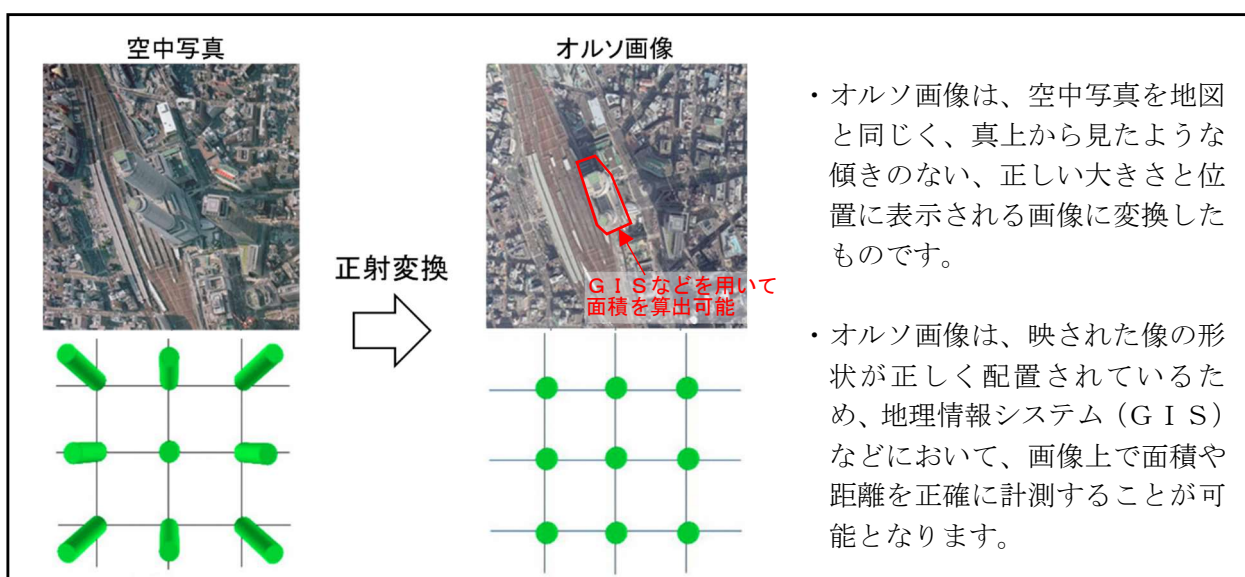 空中写真
オルソ画像
正射変換
GISなどを用いて
面積を算出可能
・オルソ画像は、空中写真を地図
と同じく、真上から見たような
傾きのない、正しい大きさと位
置に表示される画像に変換した
ものです。
・オルソ画像は、映された像の形
状が正しく配置されているた
め、地理情報システム(GIS)
などにおいて、画像上で面積や
距離を正確に計測することが可
能となります。